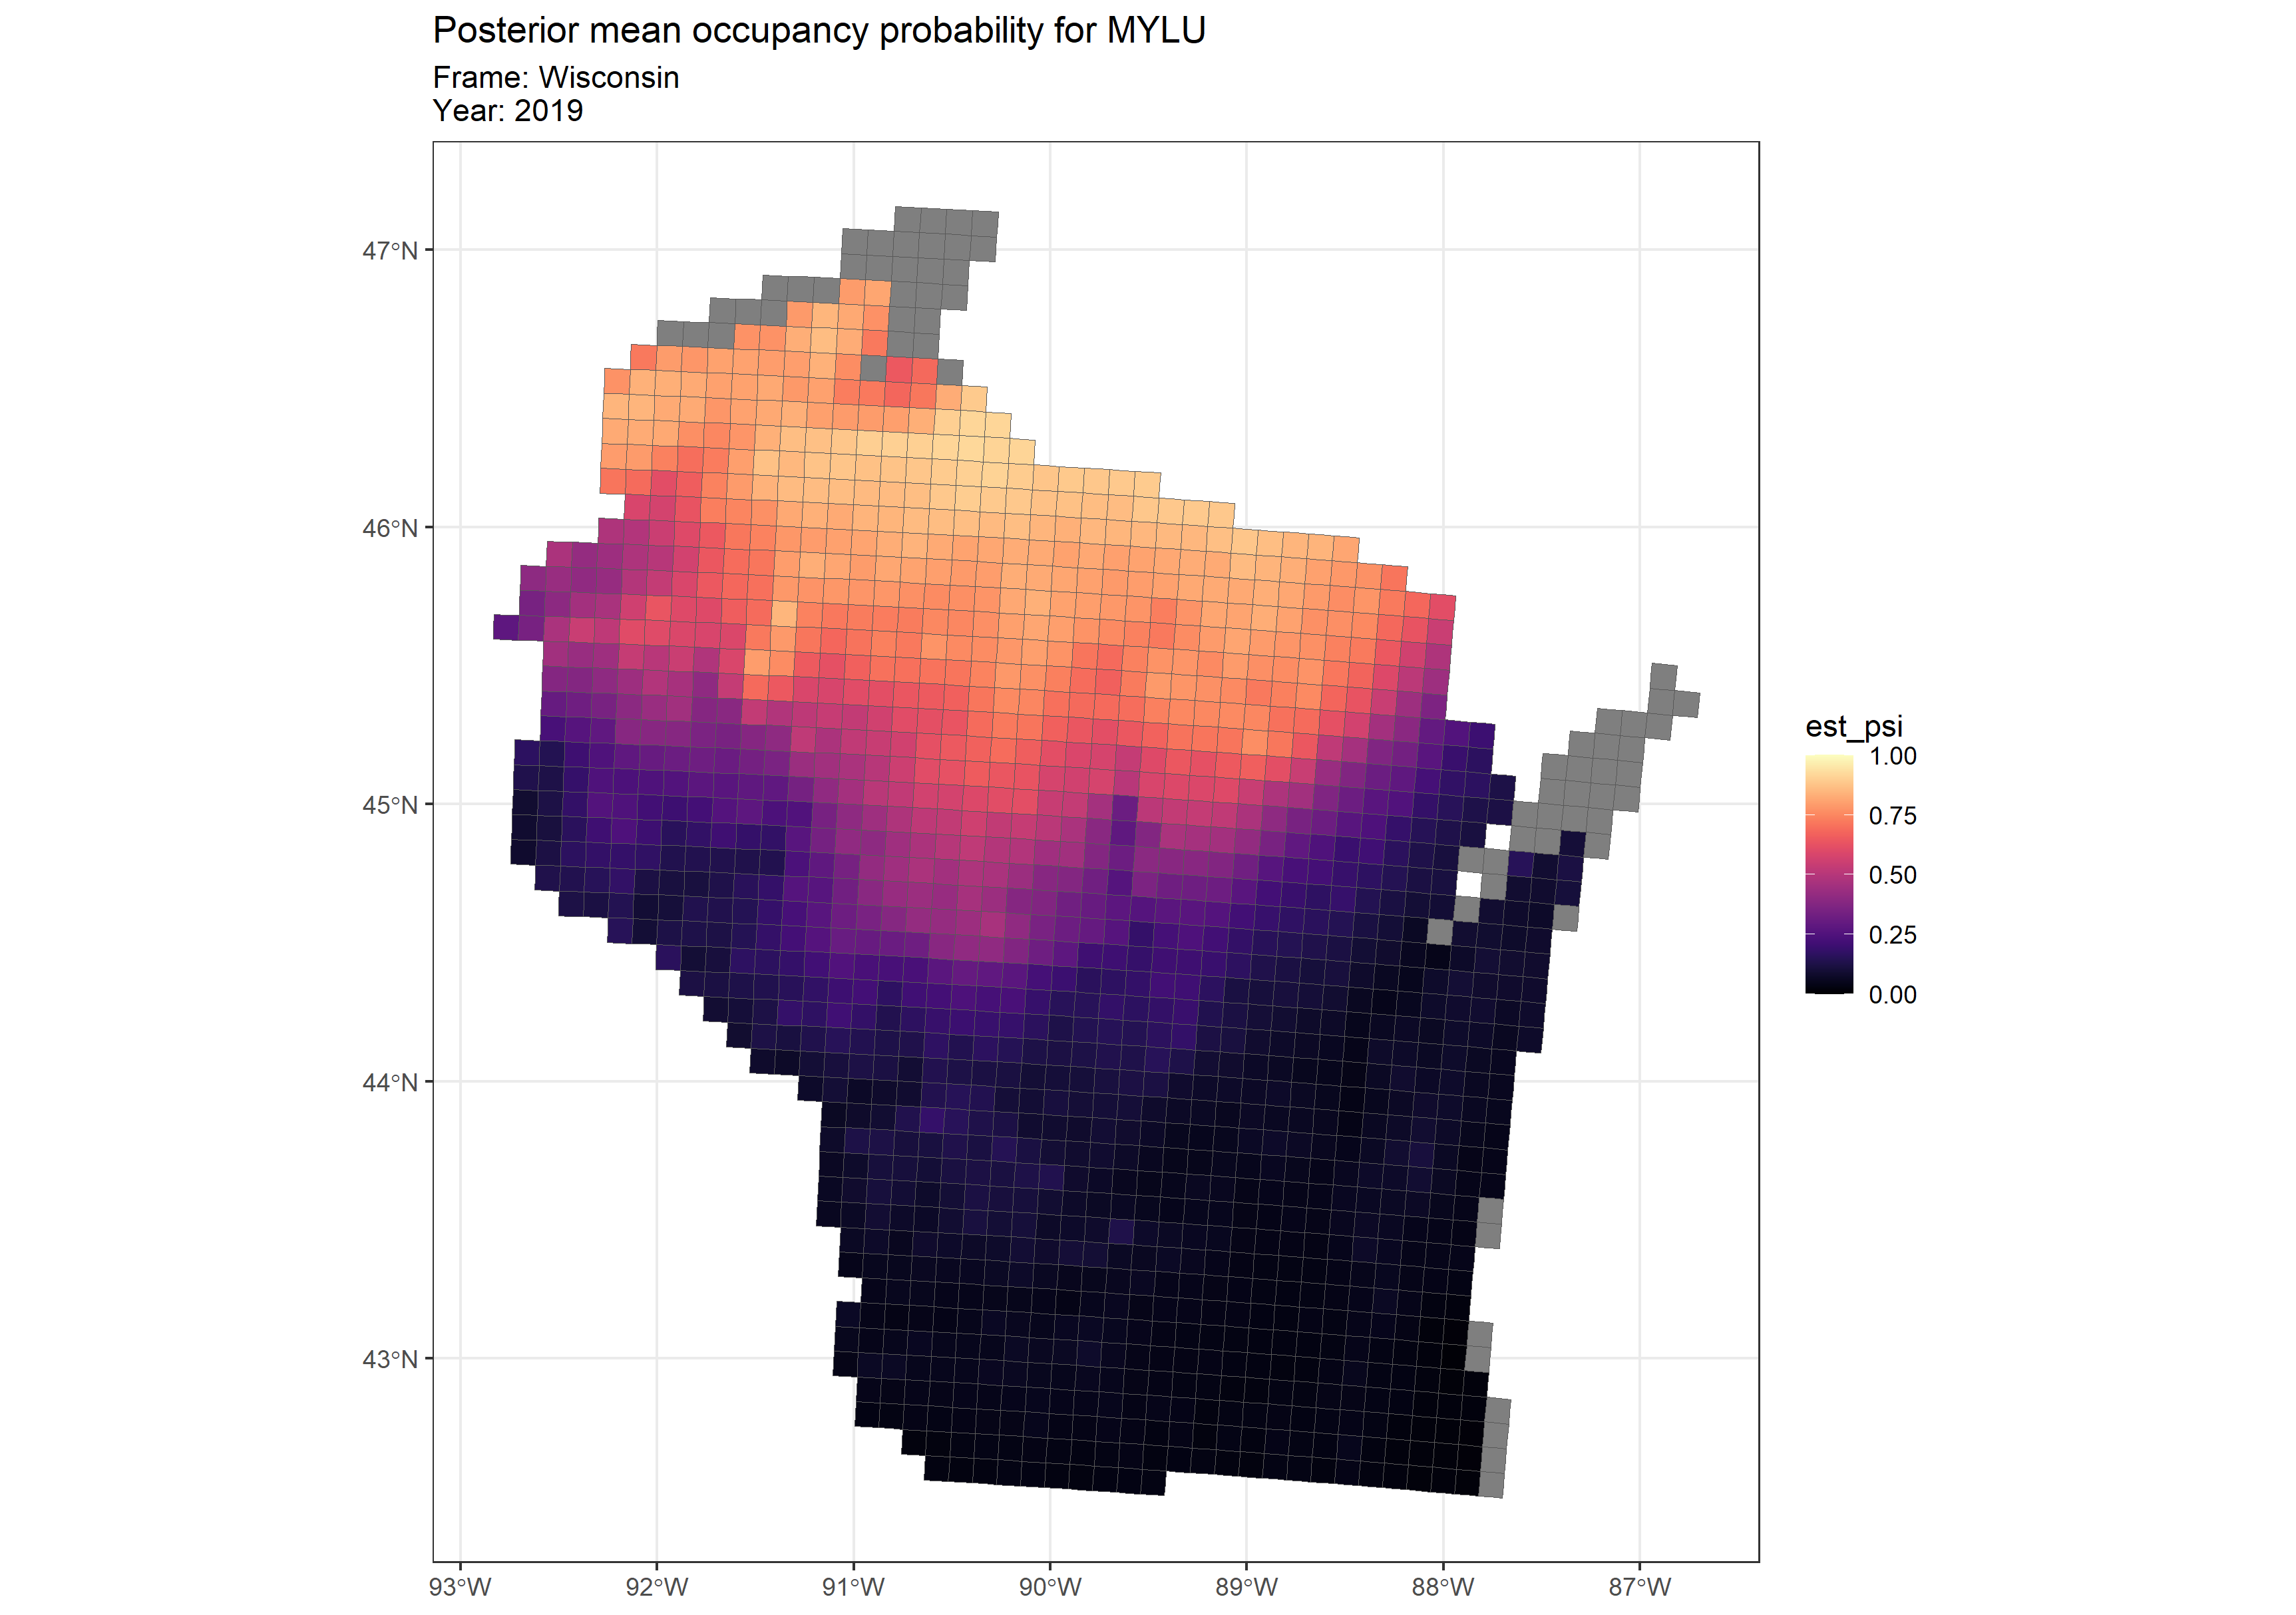 Posterior mean occupancy probability for MYLU
Frame: Wisconsin
Year: 2019
47°N
46°N
45°N
44°N
43°N
93°W
92°W
91°W
90°W
89°W
88°W
87°W
est_psi
1.00
0.75
0.50
0.25
0.00